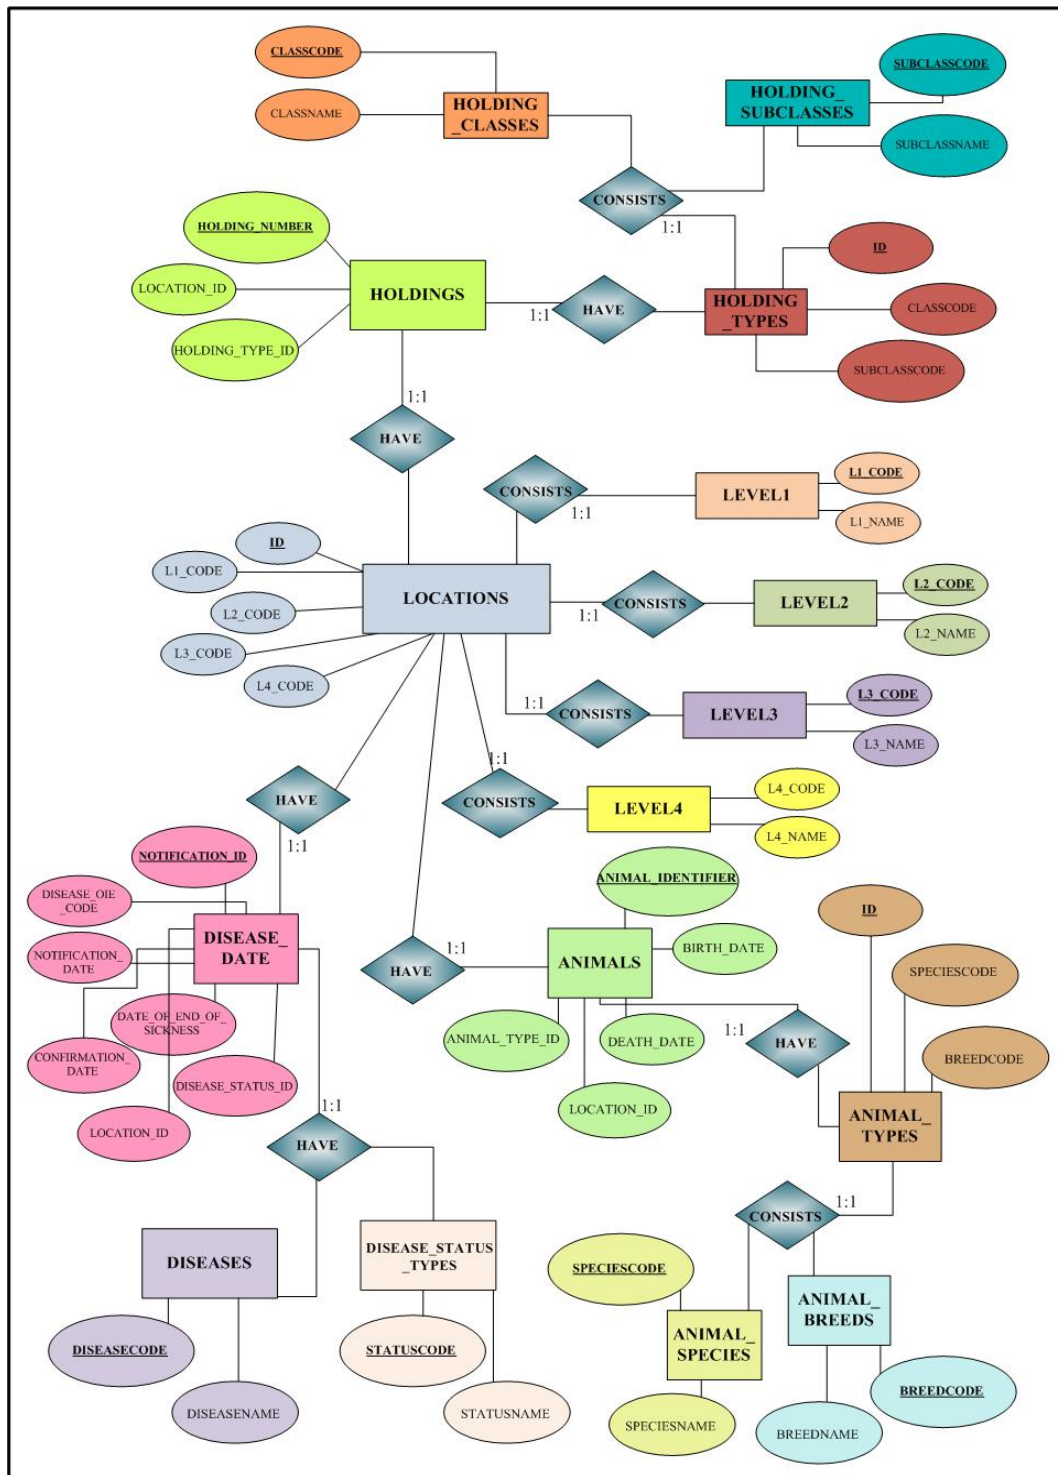 CLASSCODE
CLASSNAME
HOLDING
_CLASSES
HOLDING_
SUBCLASSES
SUBCLASSCODE
SUBCLASSNAME
CONSISTS
1:1
HOLDING_NUMBER
LOCATION_ID
HOLDING_TYPE_ID
HOLDINGS
1:1
HAVE
HOLDING
_TYPES
ID
CLASSCODE
SUBCLASSCODE
1:1
HAVE
CONSISTS
1:1
LEVEL1
L1_CODE
L1_NAME
ID
L1_CODE
L2_CODE
L3_CODE
L4_CODE
LOCATIONS
1:1
CONSISTS
LEVEL2
L2_CODE
L2_NAME
1:1
CONSISTS
LEVEL3
L3_CODE
L3_NAME
1:1
CONSISTS
LEVEL4
L4_CODE
L4_NAME
HAVE
1:1
NOTIFICATION_ID
DISEASE_OIE
_CODE
NOTIFICATION_
DATE
DISEASE_
DATE
DATE_OF_END_OF_
SICKNESS
CONFIRMATION_
DATE
DISEASE_STATUS_ID
LOCATION_ID
HAVE
1:1
ANIMAL_IDENTIFIER
ANIMALS
BIRTH_DATE
ANIMAL_TYPE_ID
DEATH_DATE
LOCATION_ID
1:1
HAVE
ID
SPECIESCODE
BREEDCODE
ANIMAL_
TYPES
1:1
HAVE
DISEASES
DISEASE_STATUS
_TYPES
DISEASECODE
DISEASENAME
STATUSCODE
STATUSNAME
1:1
CONSISTS
SPECIESCODE
ANIMAL_
SPECIES
SPECIESNAME
ANIMAL_
BREEDS
BREEDCODE
BREEDNAME